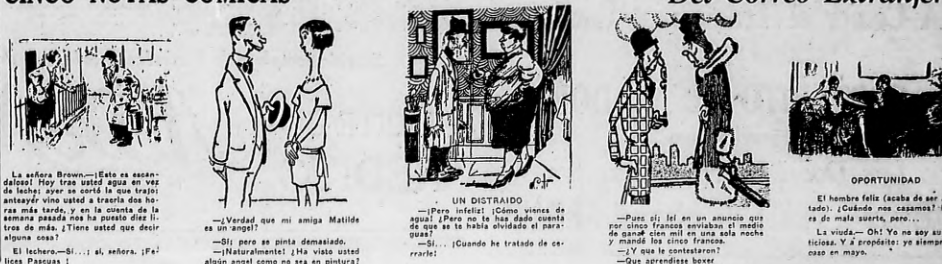 CINCO NOTAS COMICAS
Del Correo Extranjer
La señora Brown.—¡Esto es escan-
daloso! Hoy trae usted agua en vez
de leche; ayer se cortó la que trajo;
anteayer vino usted a traerla dos ho-
ras más tarde, y en la cuenta de la
semana pasada nos ha puesto diez li-
tros de más. ¿Tiene usted que decir
alguna cosa?
El lechero.—Sí...; sí, señora. ¡Fe-
lices Pascuas!
—¿Verdad que mi amiga Matilde
es un angel?
—Sí; pero se pinta demasiado.
—¡Naturalmente! ¿Ha visto usted
algún angel como no sea en pintura?
UN DISTRAIDO
—¡Pero infeliz! ¡Cómo vienes de
agua! ¿Pero no te has dado cuenta
de que se te había olvidado el para-
guas?
—Sí... ¡Cuando he tratado de ce-
rrarle!
—Pues sí; leí en un anuncio que
por cinco francos enviaban el medio
de ganar cien mil en una sola noche
y mandé los cinco francos.
—¿Y que le contestaron?
—Que aprendiese boxer
OPORTUNIDAD
El hombre feliz (acaba de ser
tado). ¿Cuándo nos casamos?
es de mala suerte, pero...
La viuda.— Oh! Yo no soy su
ticiosa. Y a propósito: yo siempr
caso en mayo.